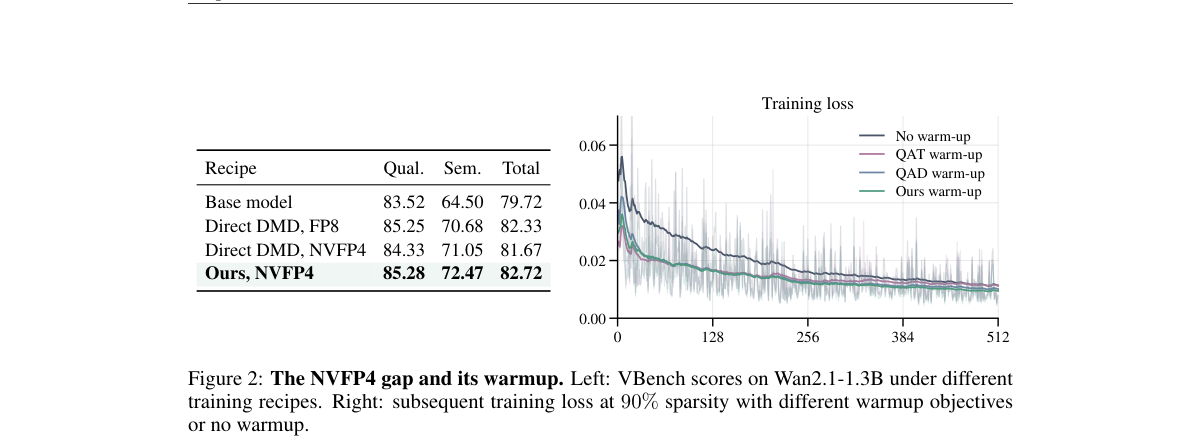 Recipe Qual. Sem. Total
Base model 83.52 64.50 79.72
Direct DMD, FP8 85.25 70.68 82.33
Direct DMD, NVFP4 84.33 71.05 81.67
Ours, NVFP4 85.28 72.47 82.72
Training loss
0.06
0.04
0.02
0.00
0 128 256 384 512
No warm-up
QAT warm-up
QAD warm-up
Ours warm-up
Figure 2: The NVFP4 gap and its warmup. Left: VBench scores on Wan2.1-1.3B under different
training recipes. Right: subsequent training loss at 90% sparsity with different warmup objectives
or no warmup.